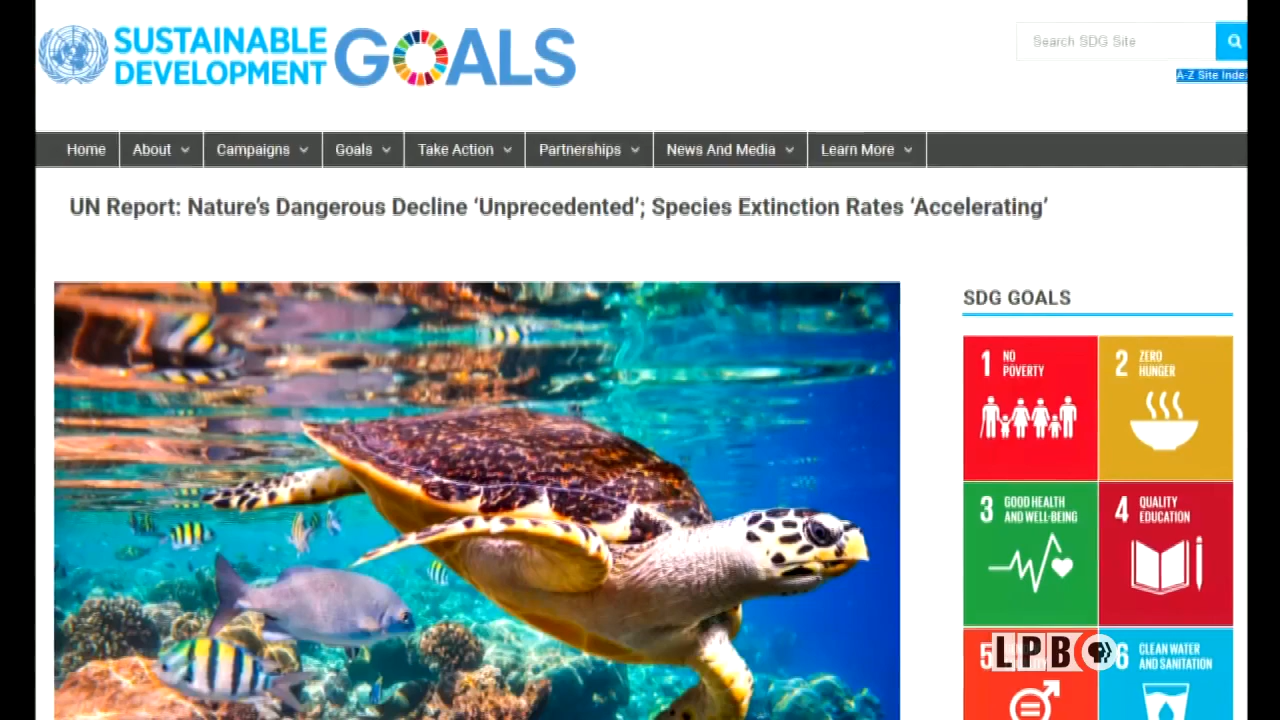 SUSTAINABLE
DEVELOPMENT
GOALS
Search SDG Site
A-Z Site Index
Home
About
Campaigns
Goals
Take Action
Partnerships
News And Media
Learn More
UN Report: Nature’s Dangerous Decline ‘Unprecedented’; Species Extinction Rates ‘Accelerating’
SDG GOALS
1 NO
POVERTY
2 ZERO
HUNGER
3 GOOD HEALTH
AND WELL-BEING
4 QUALITY
EDUCATION
5
LPB
6 CLEAN WATER
AND SANITATION